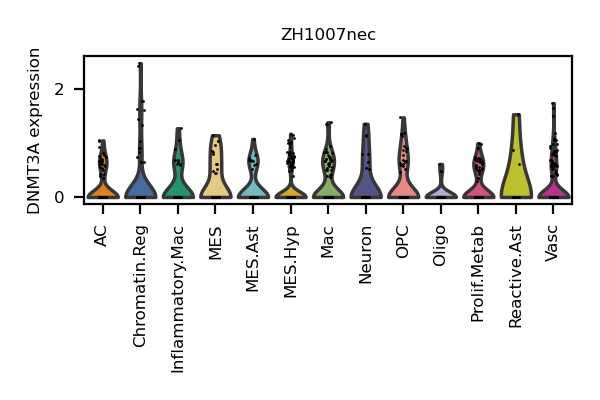 ZH1007nec
DNMT3A expression
2
0
AC
Chromatin.Reg
Inflammatory.Mac
MES
MES.Ast
MES.Hyp
Mac
Neuron
OPC
Oligo
Prolif.Metab
Reactive.Ast
Vasc